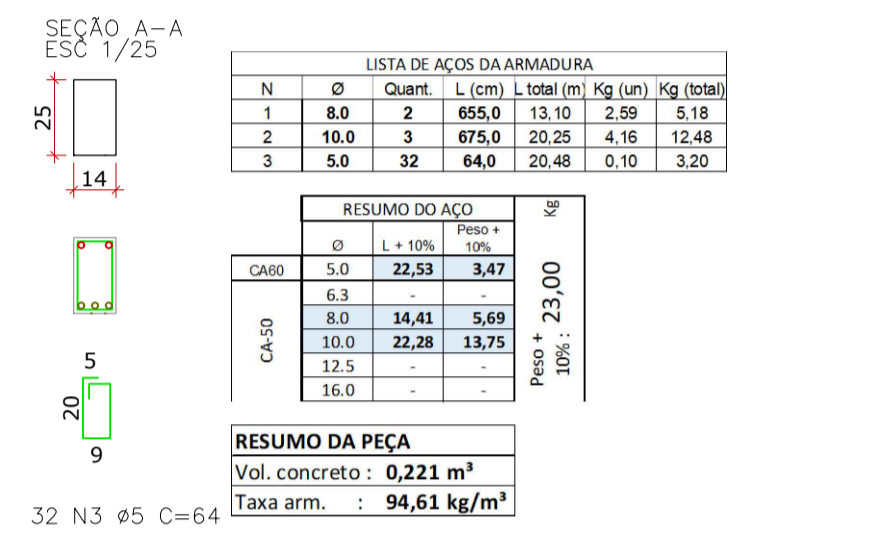 SEÇÃO A-A
ESC 1/25
25
14
5
20
9
32 N3 ø5 C=64
LISTA DE AÇOS DA ARMADURA
N Ø Quant. L (cm) L total (m) Kg (un) Kg (total)
1 8.0 2 655,0 13,10 2,59 5,18
2 10.0 3 675,0 20,25 4,16 12,48
3 5.0 32 64,0 20,48 0,10 3,20
RESUMO DO AÇO
Ø L + 10% Peso + 10%
CA60 5.0 22,53 3,47
CA-50
6.3 - -
8.0 14,41 5,69
10.0 22,28 13,75
12.5 - -
16.0 - -
Peso + 10% : 23,00 Kg
RESUMO DA PEÇA
Vol. concreto : 0,221 m³
Taxa arm. : 94,61 kg/m³